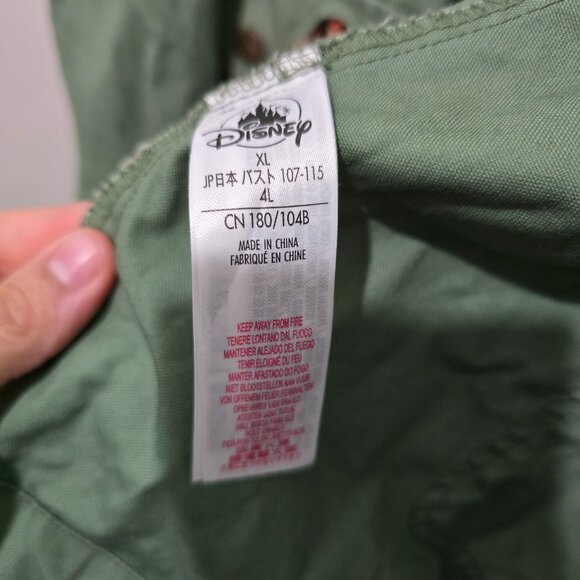 DISNEY
XL
JP日本 バスト 107-115
4L
CN 180/104B
MADE IN CHINA
FABRIQUÉ EN CHINE
KEEP AWAY FROM FIRE
TENERE LONTANO DAL FUOCO
MANTENER ALEJADO DEL FUEGO
TENIR ÉLOIGNÉ DU FEU
MANTER AFASTADO DO FOGO
NIET BLOOTSTELLEN AAN VUUR
VON OFFENEM FEUER FERNHALTEN